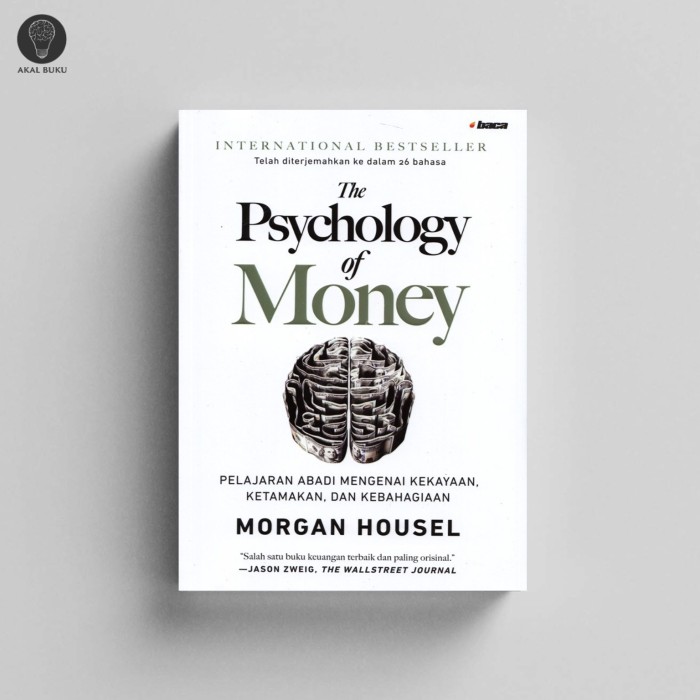 AKAL BUKU
baca
INTERNATIONAL BESTSELLER
Telah diterjemahkan ke dalam 26 bahasa
The
Psychology
of
Money
PELAJARAN ABADI MENGENAI KEKAYAAN,
KETAMAKAN, DAN KEBAHAGIAAN
MORGAN HOUSEL
"Salah satu buku keuangan terbaik dan paling orisinal."
—JASON ZWEIG, THE WALLSTREET JOURNAL